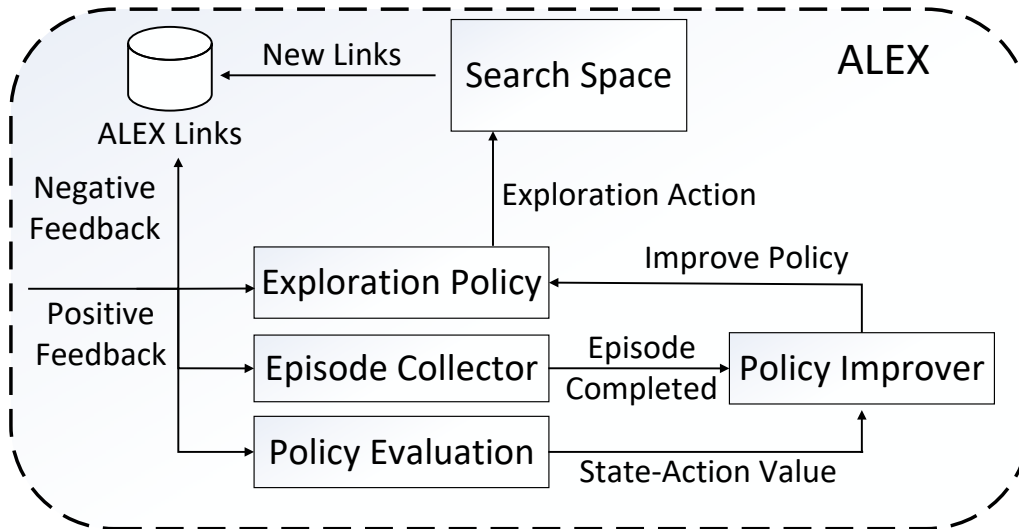 New Links
Search Space
ALEX
ALEX Links
Negative
Feedback
Exploration Action
Improve Policy
Exploration Policy
Positive
Feedback
Episode Collector
Episode
Completed
Policy Improver
Policy Evaluation
State-Action Value